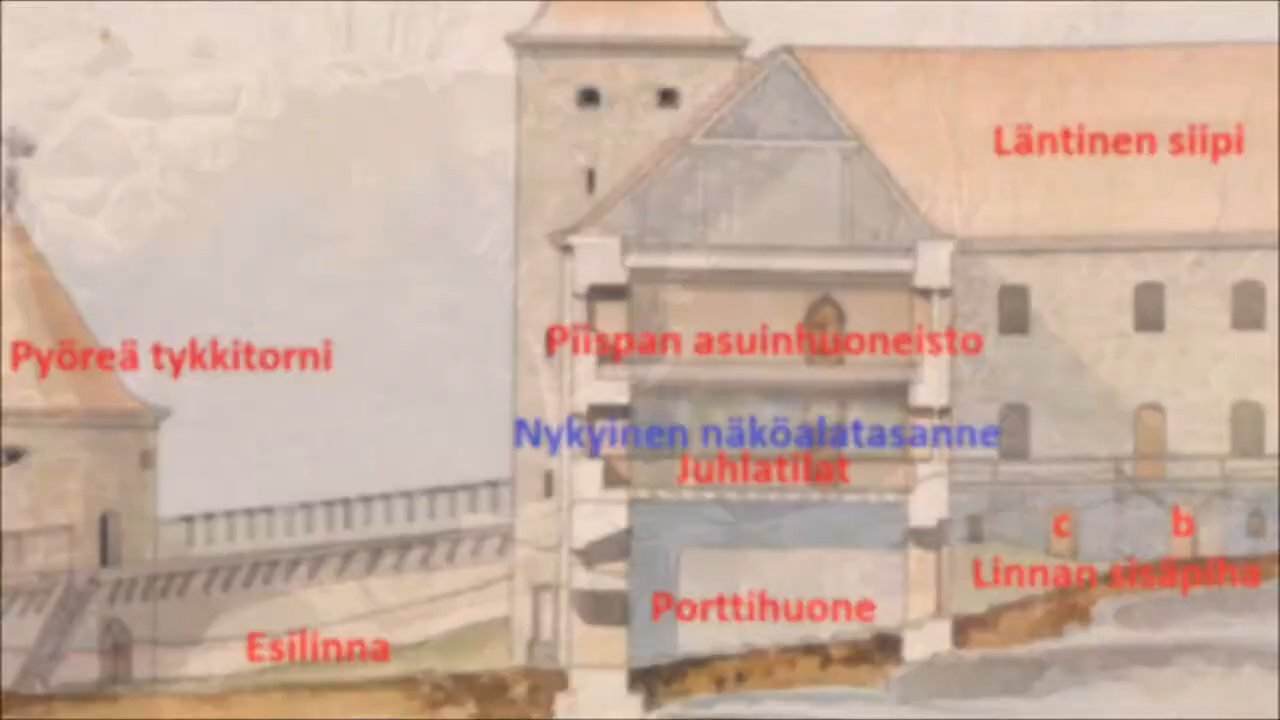 Läntinen siipi
Piispan asuinhuoneisto
Pyöreä tykkitorni
Nykyinen näköalatasanne
Juhlatilat
c b
Linnan sisäpiha
Porttihuone
Esilinna